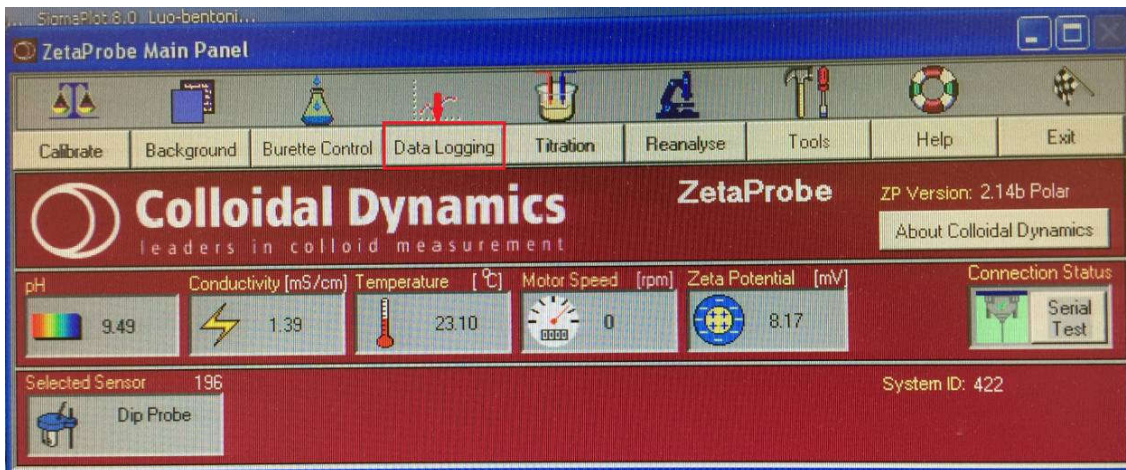 SigmaPlot 8.0 Luo-bentoni...
ZetaProbe Main Panel
Calibrate Background Burette Control Data Logging Titration Reanalyse Tools Help Exit
Colloidal Dynamics
leaders in colloid measurement
ZetaProbe
ZP Version: 2.14b Polar
About Colloidal Dynamics
pH Conductivity [mS/cm] Temperature [°C] Motor Speed [rpm] Zeta Potential [mV] Connection Status
9.49 1.39 23.10 0 8.17 Serial Test
Selected Sensor 196 System ID: 422
Dip Probe